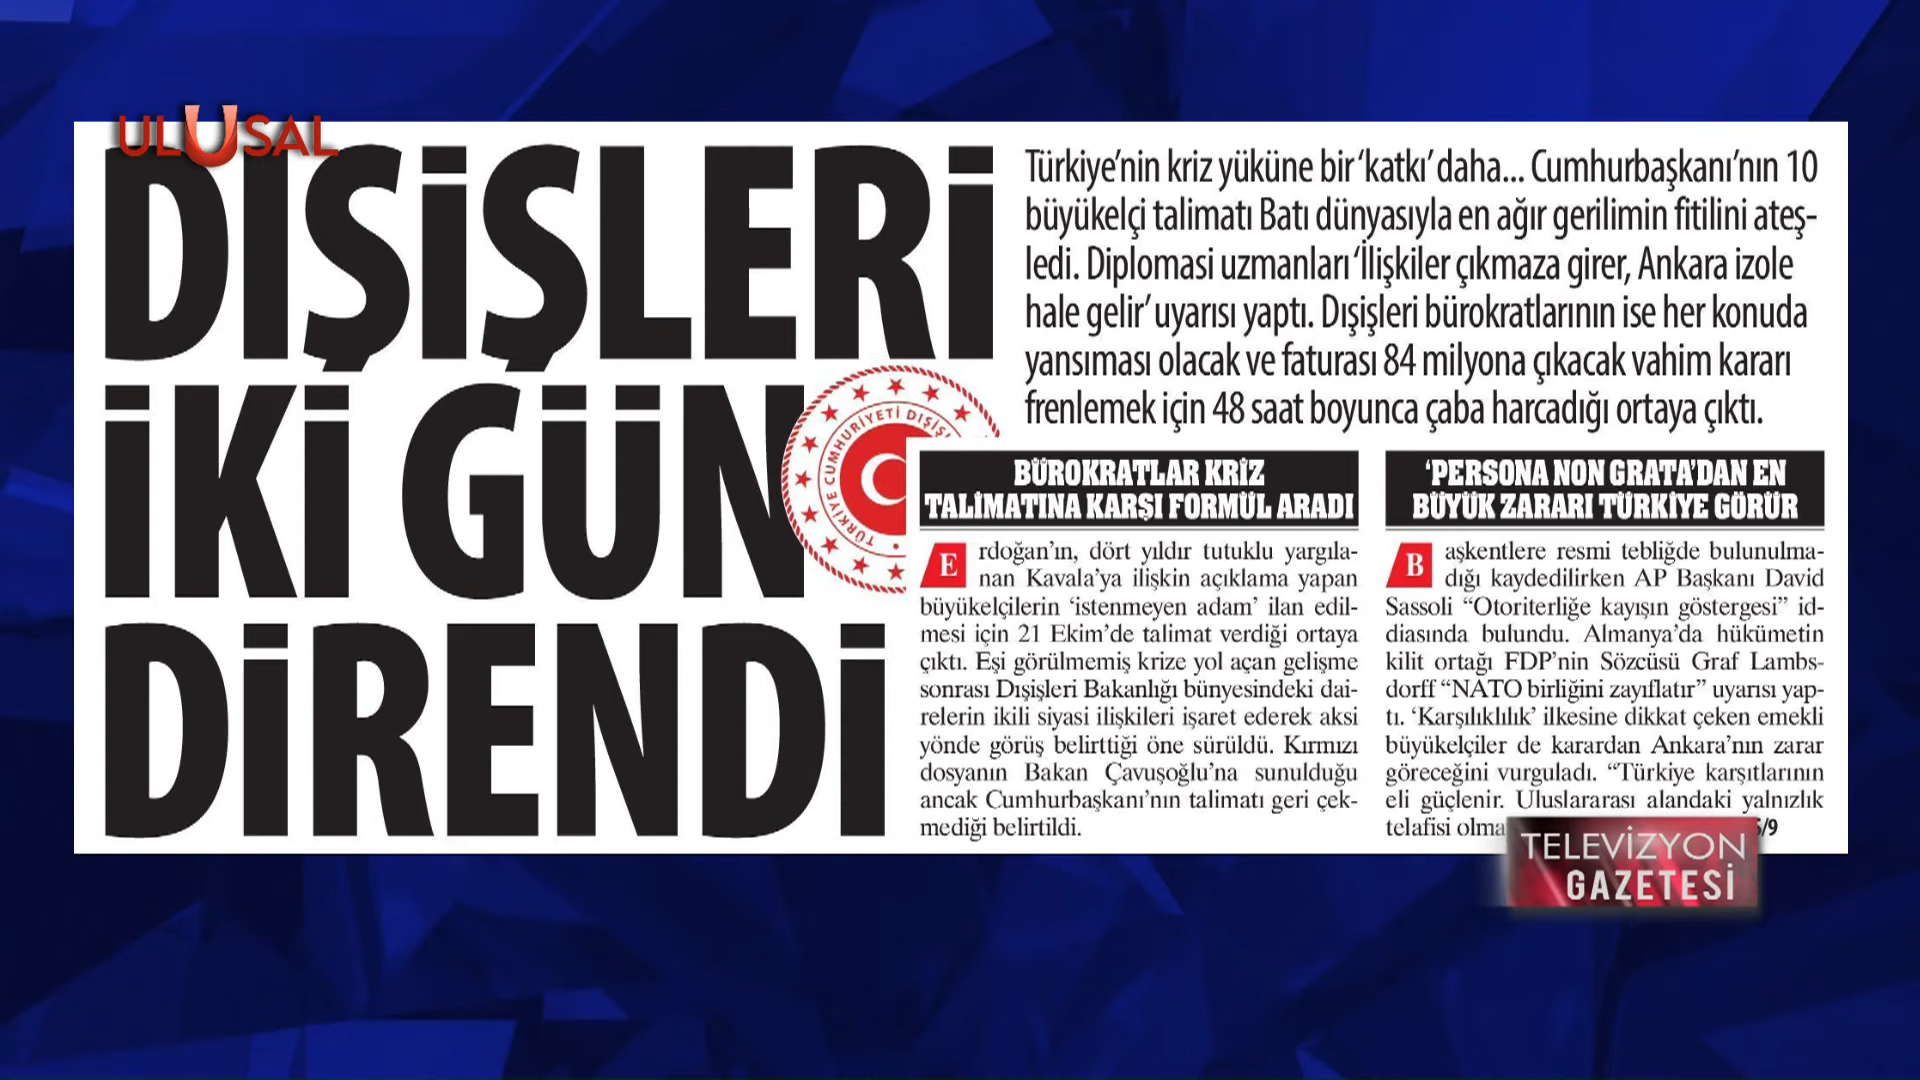 ULUSAL
DIŞİŞLERİ
İKİ GÜN
DİRENDİ
TÜRKİYE CUMHURİYETİ DIŞİŞ
Türkiye'nin kriz yüküne bir 'katkı' daha... Cumhurbaşkanı'nın 10
büyükelçi talimatı Batı dünyasıyla en ağır gerilimin fitilini ateş-
ledi. Diplomasi uzmanları 'İlişkiler çıkmaza girer, Ankara izole
hale gelir' uyarısı yaptı. Dışişleri bürokratlarının ise her konuda
yansıması olacak ve faturası 84 milyona çıkacak vahim kararı
frenlemek için 48 saat boyunca çaba harcadığı ortaya çıktı.
BÜROKRATLAR KRİZ
TALİMATINA KARŞI FORMÜL ARADI
Erdoğan'ın, dört yıldır tutuklu yargıla-
nan Kavala'ya ilişkin açıklama yapan
büyükelçilerin 'istenmeyen adam' ilan edil-
mesi için 21 Ekim'de talimat verdiği ortaya
çıktı. Eşi görülmemiş krize yol açan gelişme
sonrası Dışişleri Bakanlığı bünyesindeki dai-
relerin ikili siyasi ilişkileri işaret ederek aksi
yönde görüş belirttiği öne sürüldü. Kırmızı
dosyanın Bakan Çavuşoğlu'na sunulduğu
ancak Cumhurbaşkanı'nın talimatı geri çek-
mediği belirtildi.
'PERSONA NON GRATA'DAN EN
BÜYÜK ZARARI TÜRKİYE GÖRÜR
Başkentlere resmi tebliğde bulunulma-
dığı kaydedilirken AP Başkanı David
Sassoli "Otoriterliğe kayışın göstergesi" id-
diasında bulundu. Almanya'da hükümetin
kilit ortağı FDP'nin Sözcüsü Graf Lambs-
dorff "NATO birliğini zayıflatır" uyarısı yap-
tı. 'Karşılıklılık' ilkesine dikkat çeken emekli
büyükelçiler de karardan Ankara'nın zarar
göreceğini vurguladı. "Türkiye karşıtlarının
eli güçlenir. Uluslararası alandaki yalnızlık
telafisi olma /9
TELEVİZYON
GAZETESİ